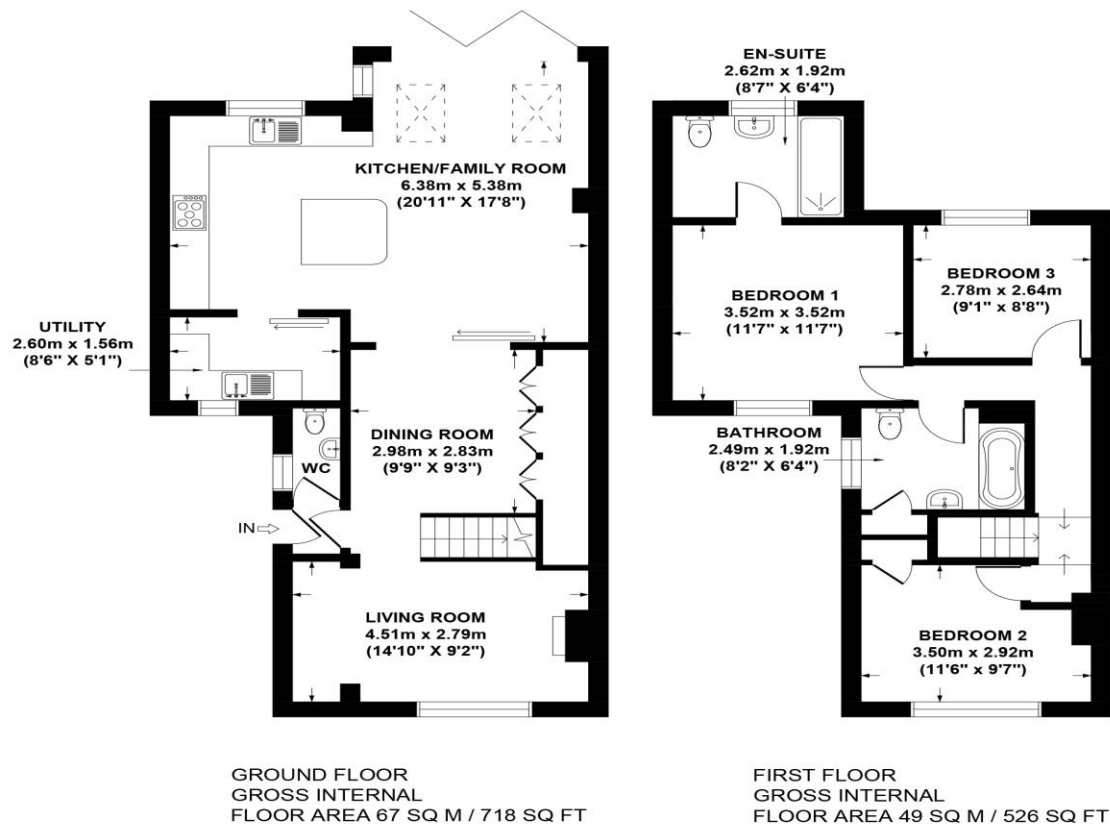 EN-SUITE
2.62m x 1.92m
(8'7" X 6'4")
KITCHEN/FAMILY ROOM
6.38m x 5.38m
(20'11" X 17'8")
UTILITY
2.60m x 1.56m
(8'6" X 5'1")
BEDROOM 1
3.52m x 3.52m
(11'7" x 11'7")
BEDROOM 3
2.78m x 2.64m
(9'1" x 8'8")
DINING ROOM
2.98m x 2.83m
(9'9" X 9'3")
WC
IN
BATHROOM
2.49m x 1.92m
(8'2" X 6'4")
LIVING ROOM
4.51m x 2.79m
(14'10" X 9'2")
BEDROOM 2
3.50m x 2.92m
(11'6" x 9'7")
GROUND FLOOR
GROSS INTERNAL
FLOOR AREA 67 SQ M / 718 SQ FT
FIRST FLOOR
GROSS INTERNAL
FLOOR AREA 49 SQ M / 526 SQ FT